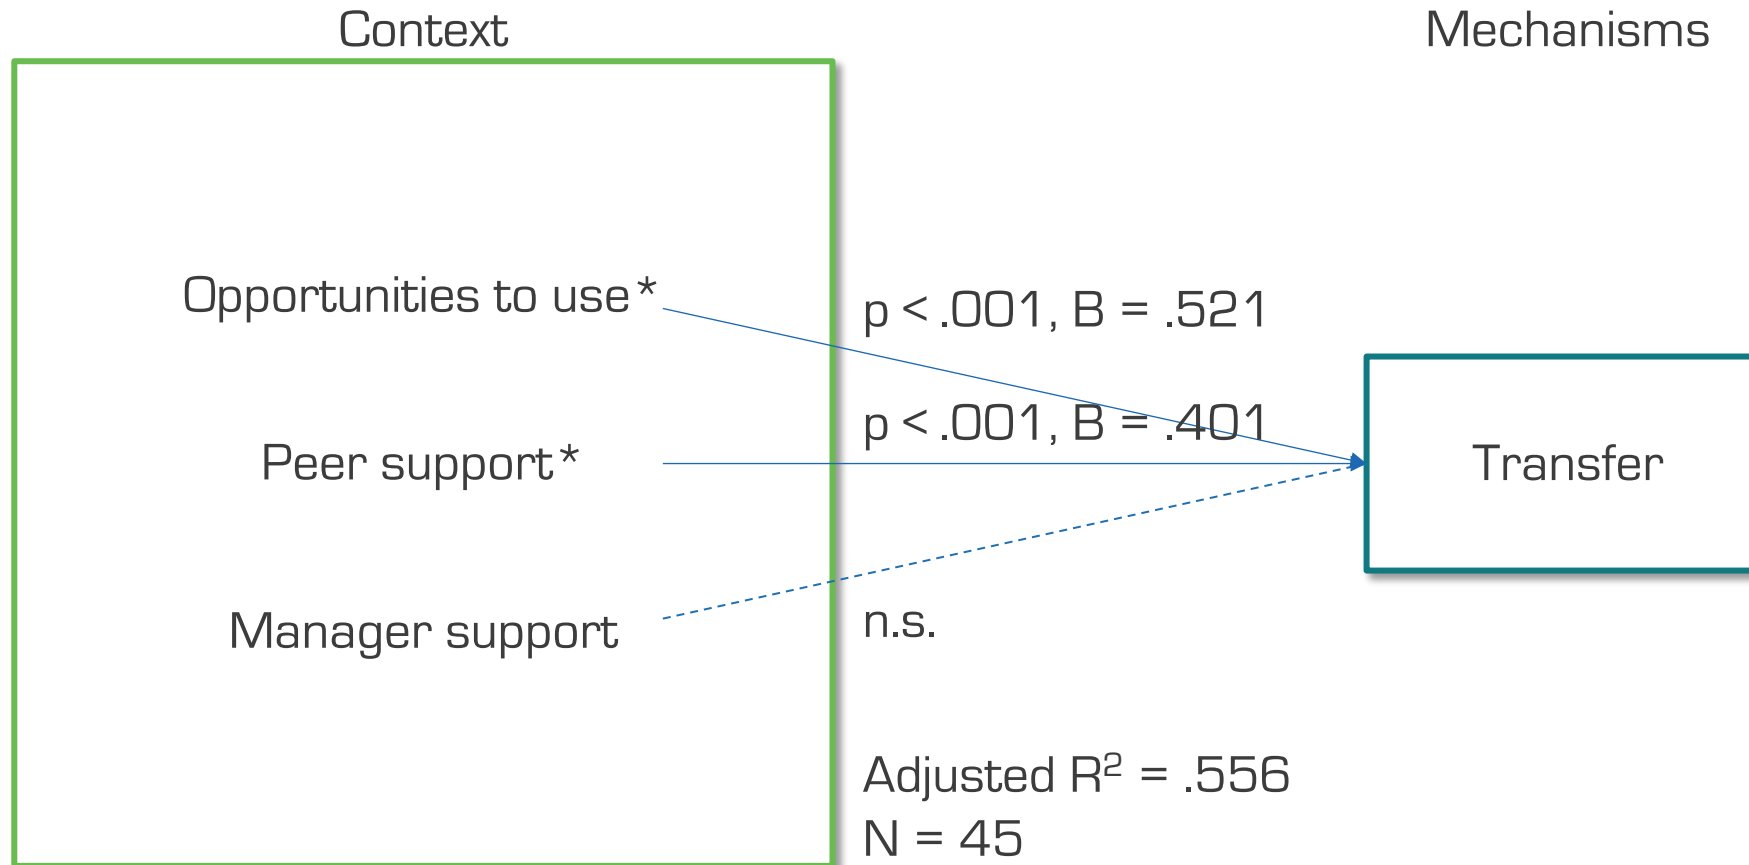 Context
Mechanisms
Opportunities to use*
p < .001, B = .521
p < .001, B = .401
Peer support*
Transfer
Manager support
n.s.
Adjusted R² = .556
N = 45